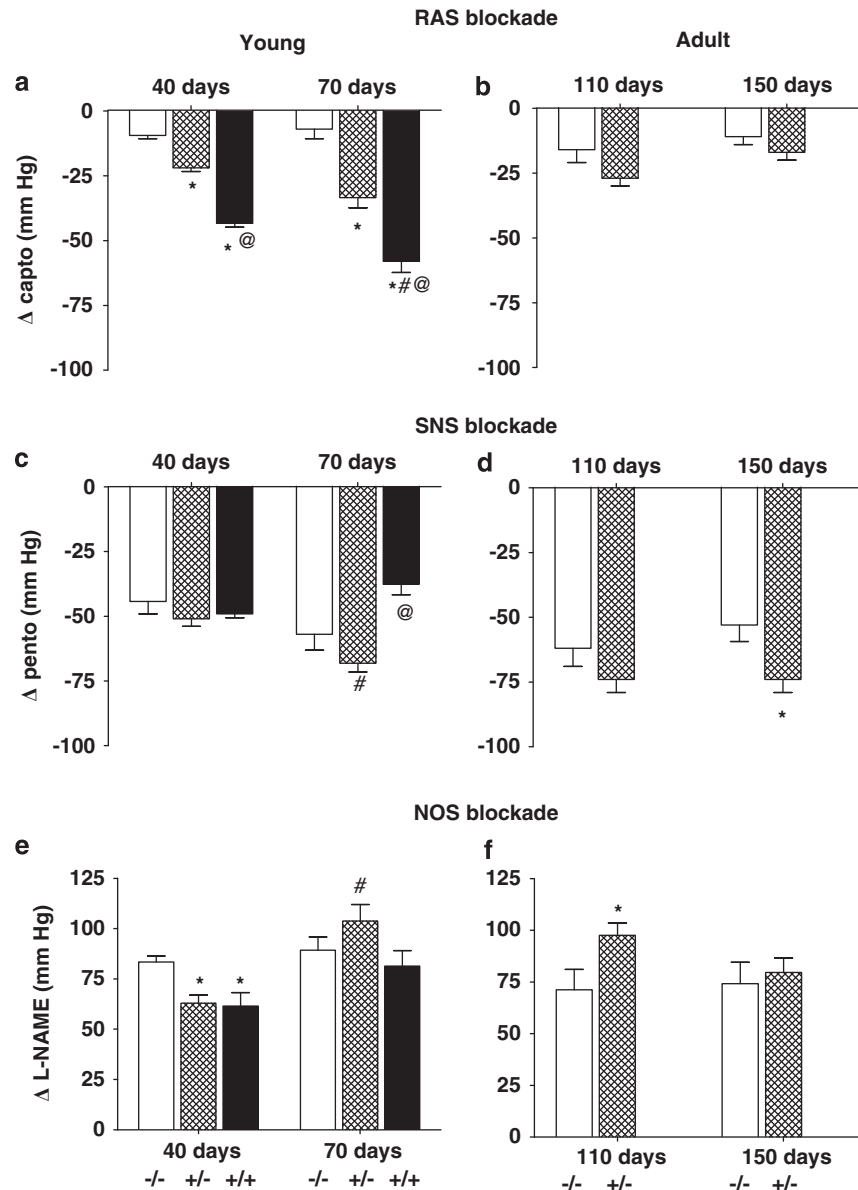 RAS blockade
Young Adult
a 40 days 70 days
b 110 days 150 days
0 -25 -50 -75 -100
Δ capto (mm Hg)
* * @ * *#@
0 -25 -50 -75 -100
SNS blockade
c 40 days 70 days
d 110 days 150 days
0 -25 -50 -75 -100
Δ pento (mm Hg)
# @
0 -25 -50 -75 -100
*
NOS blockade
e f
125 100 75 50 25 0
Δ L-NAME (mm Hg)
* * #
40 days 70 days
-/- +/- +/+ -/- +/- +/+
125 100 75 50 25 0
*
110 days 150 days
-/- +/- -/- +/-